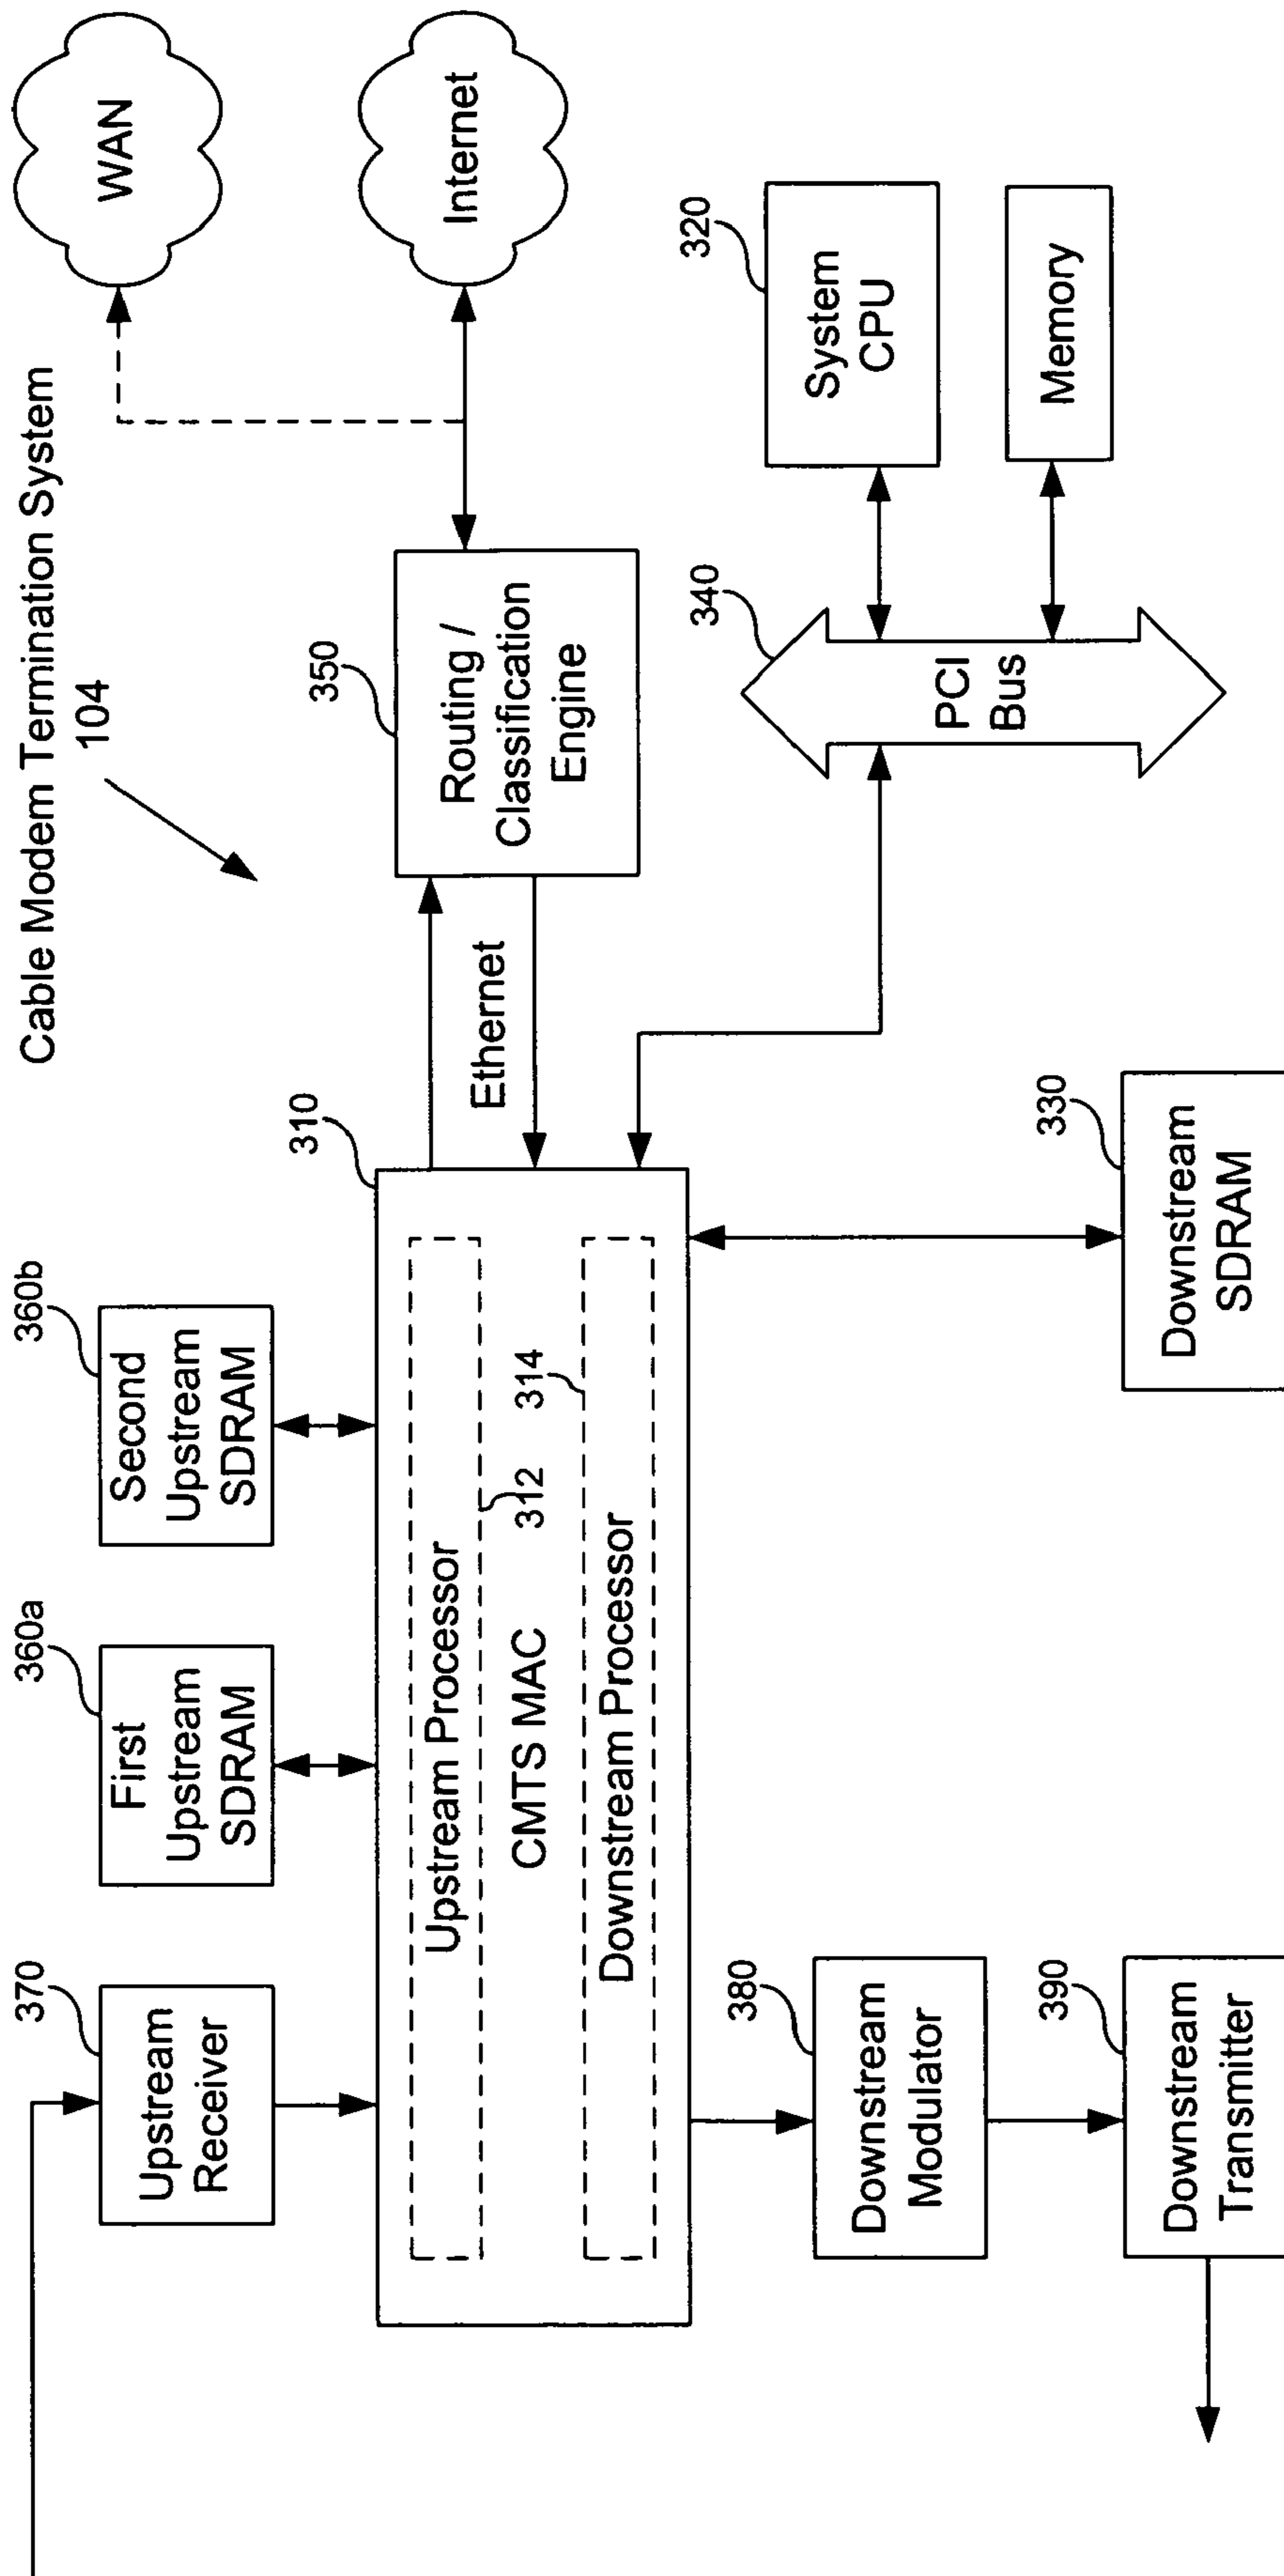 Cable Modem Termination System
104
WAN
Internet
370
Upstream
Receiver
360a
First
Upstream
SDRAM
360b
Second
Upstream
SDRAM
310
Upstream Processor
312
CMTS MAC
314
Downstream Processor
Ethernet
350
Routing /
Classification
Engine
320
System
CPU
Memory
340
PCI
Bus
380
Downstream
Modulator
390
Downstream
Transmitter
330
Downstream
SDRAM